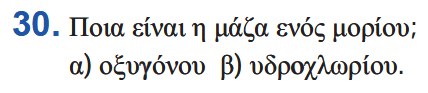 30. Ποια είναι η μάζα ενός μορίου;
α) οξυγόνου β) υδροχλωρίου.